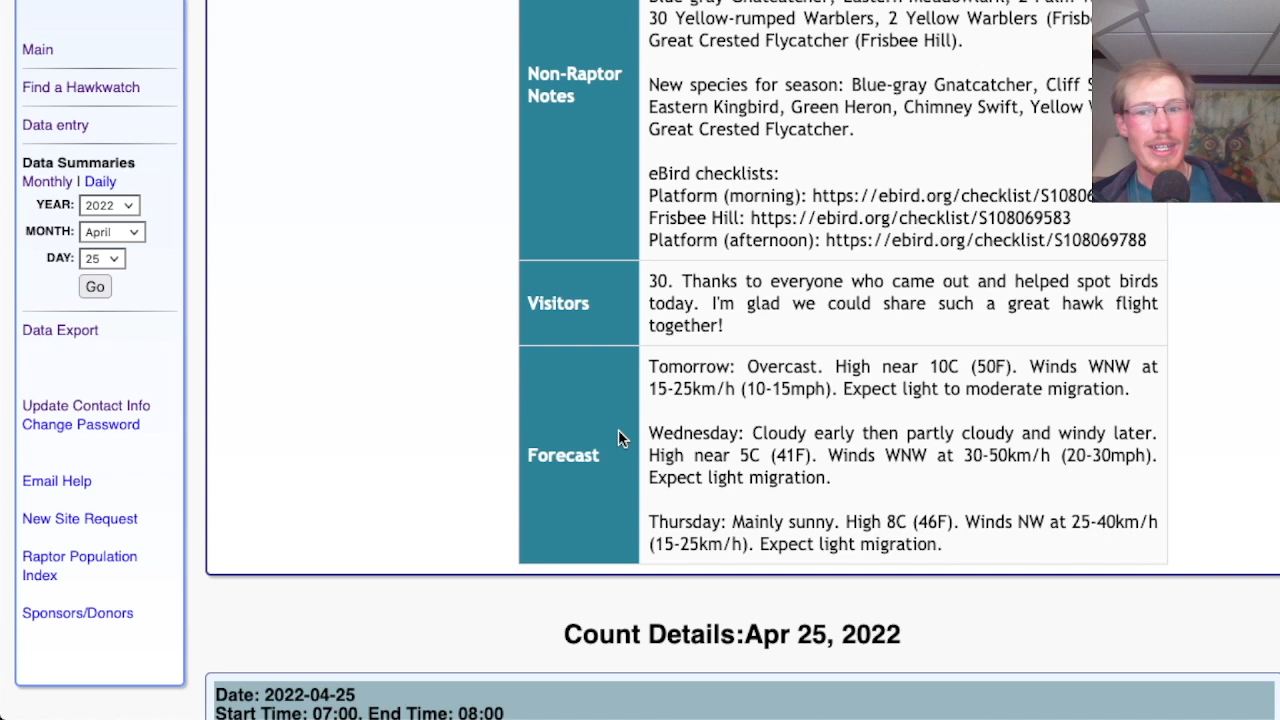 Main
Find a Hawkwatch
Data entry
Data Summaries
Monthly | Daily
YEAR: 2022
MONTH: April
DAY: 25
Go
Data Export
Update Contact Info
Change Password
Email Help
New Site Request
Raptor Population
Index
Sponsors/Donors
Non-Raptor
Notes
30 Yellow-rumped Warblers, 2 Yellow Warblers
Great Crested Flycatcher (Frisbee Hill).
New species for season: Blue-gray Gnatcatcher, Cliff
Eastern Kingbird, Green Heron, Chimney Swift, Yellow
Great Crested Flycatcher.
eBird checklists:
Platform (morning): https://ebird.org/checklist/S1080
Frisbee Hill: https://ebird.org/checklist/S108069583
Platform (afternoon): https://ebird.org/checklist/S108069788
Visitors
30. Thanks to everyone who came out and helped spot birds
today. I'm glad we could share such a great hawk flight
together!
Forecast
Tomorrow: Overcast. High near 10C (50F). Winds WNW at
15-25km/h (10-15mph). Expect light to moderate migration.
Wednesday: Cloudy early then partly cloudy and windy later.
High near 5C (41F). Winds WNW at 30-50km/h (20-30mph).
Expect light migration.
Thursday: Mainly sunny. High 8C (46F). Winds NW at 25-40km/h
(15-25km/h). Expect light migration.
Count Details:Apr 25, 2022
Date: 2022-04-25
Start Time: 07:00, End Time: 08:00